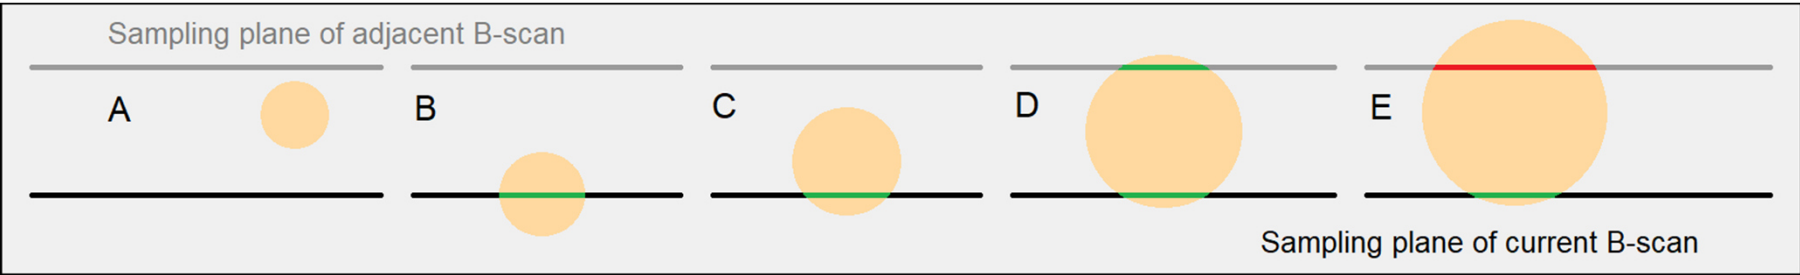 Sampling plane of adjacent B-scan
A
B
C
D
E
Sampling plane of current B-scan